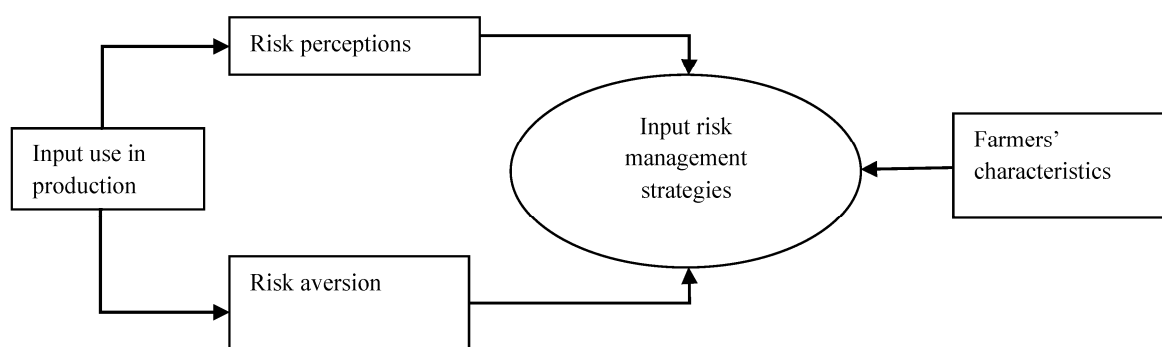 Risk perceptions
Input use in
production
Input risk
management
strategies
Farmers’
characteristics
Risk aversion